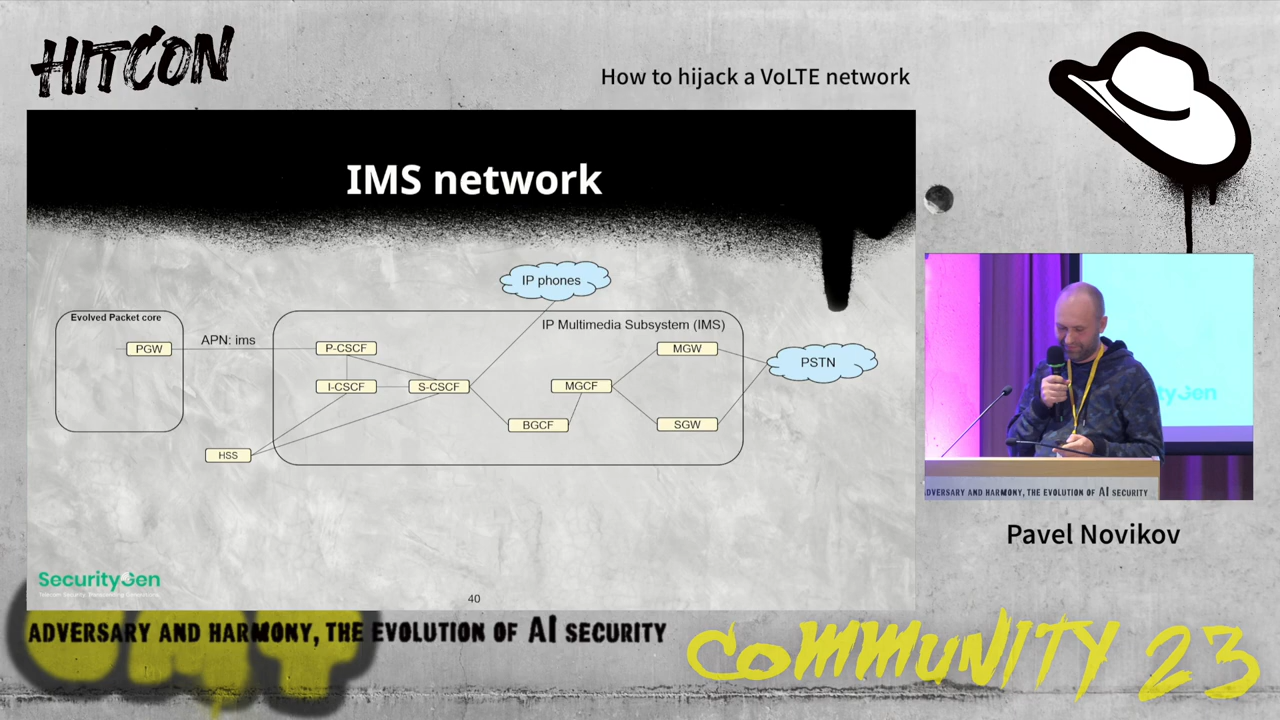 HITCON
How to hijack a VoLTE network
IMS network
IP phones
Evolved Packet core
IP Multimedia Subsystem (IMS)
APN: ims
PGW
P-CSCF
MGW
PSTN
I-CSCF
S-CSCF
MGCF
BGCF
SGW
HSS
SecurityGen
40
ADVERSARY AND HARMONY, THE EVOLUTION OF AI SECURITY
Pavel Novikov
ADVERSARY AND HARMONY, THE EVOLUTION OF AI SECURITY
COMMUNITY 23